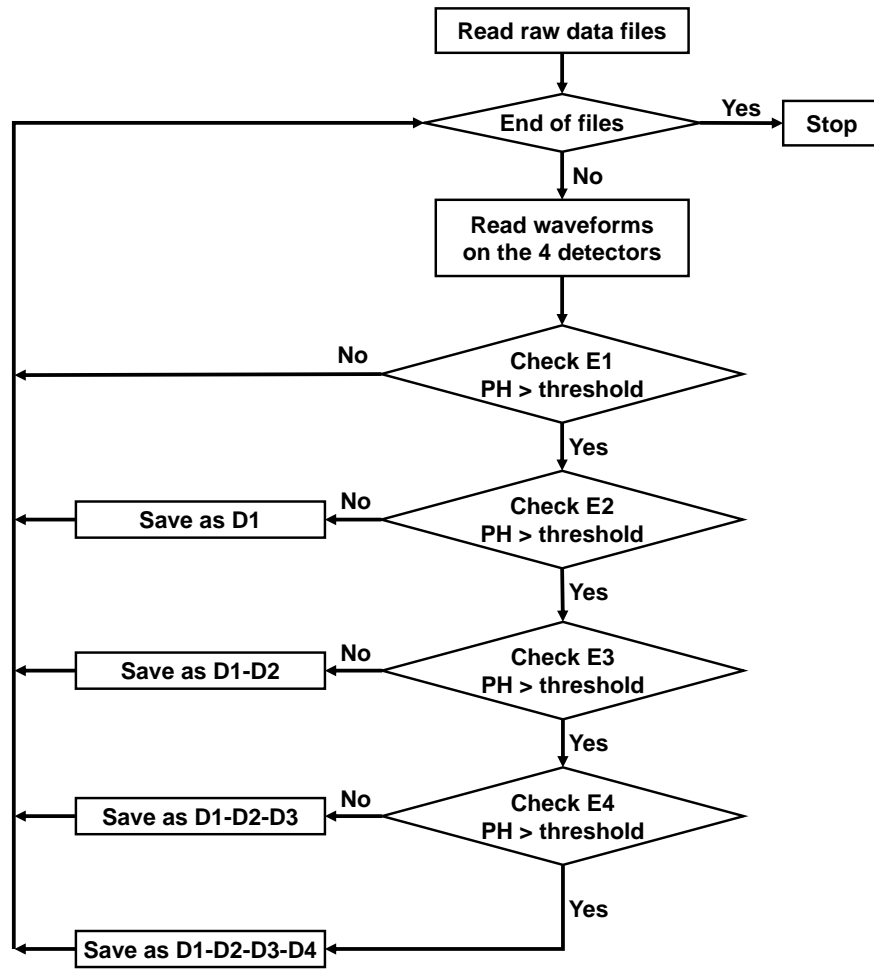 Read raw data files
End of files
Yes
Stop
No
Read waveforms
on the 4 detectors
No
Check E1
PH > threshold
Yes
Save as D1
No
Check E2
PH > threshold
Yes
Save as D1-D2
No
Check E3
PH > threshold
Yes
Save as D1-D2-D3
No
Check E4
PH > threshold
Yes
Save as D1-D2-D3-D4